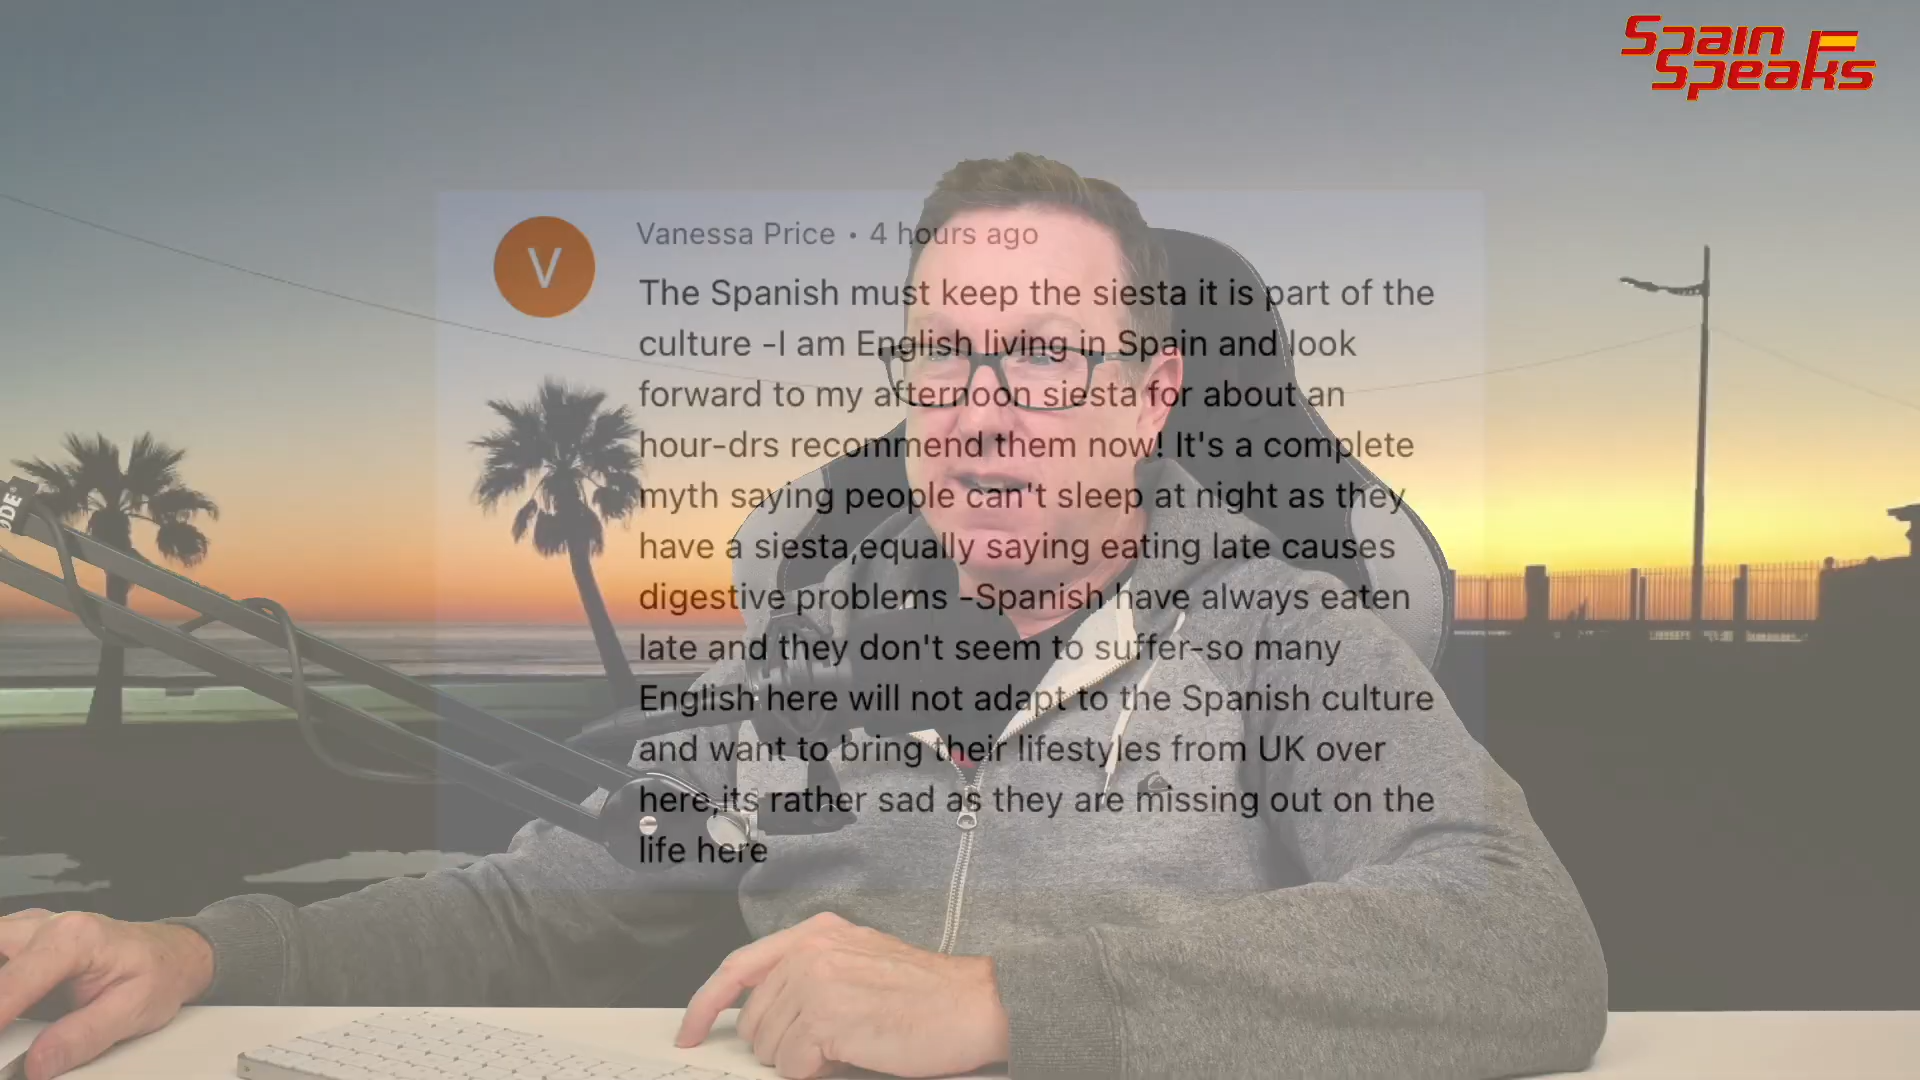 Spain
Speaks
V
Vanessa Price • 4 hours ago
The Spanish must keep the siesta it is part of the
culture -I am English living in Spain and look
forward to my afternoon siesta for about an
hour-drs recommend them now! It's a complete
myth saying people can't sleep at night as they
have a siesta,equally saying eating late causes
digestive problems -Spanish have always eaten
late and they don't seem to suffer-so many
English here will not adapt to the Spanish culture
and want to bring their lifestyles from UK over
here,its rather sad as they are missing out on the
life here